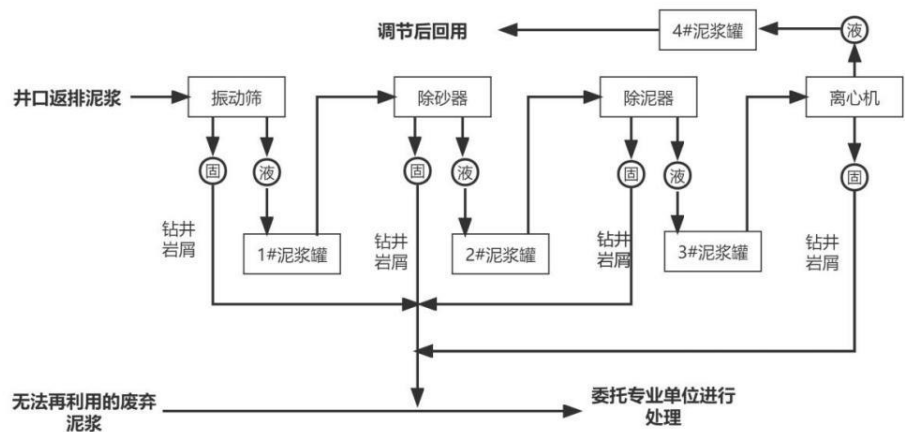 调节后回用
4#泥浆罐
液
井口返排泥浆
振动筛
除砂器
除泥器
离心机
固
液
固
液
固
液
固
钻井
岩屑
1#泥浆罐
钻井
岩屑
2#泥浆罐
钻井
岩屑
3#泥浆罐
钻井
岩屑
无法再利用的废弃
泥浆
委托专业单位进行
处理